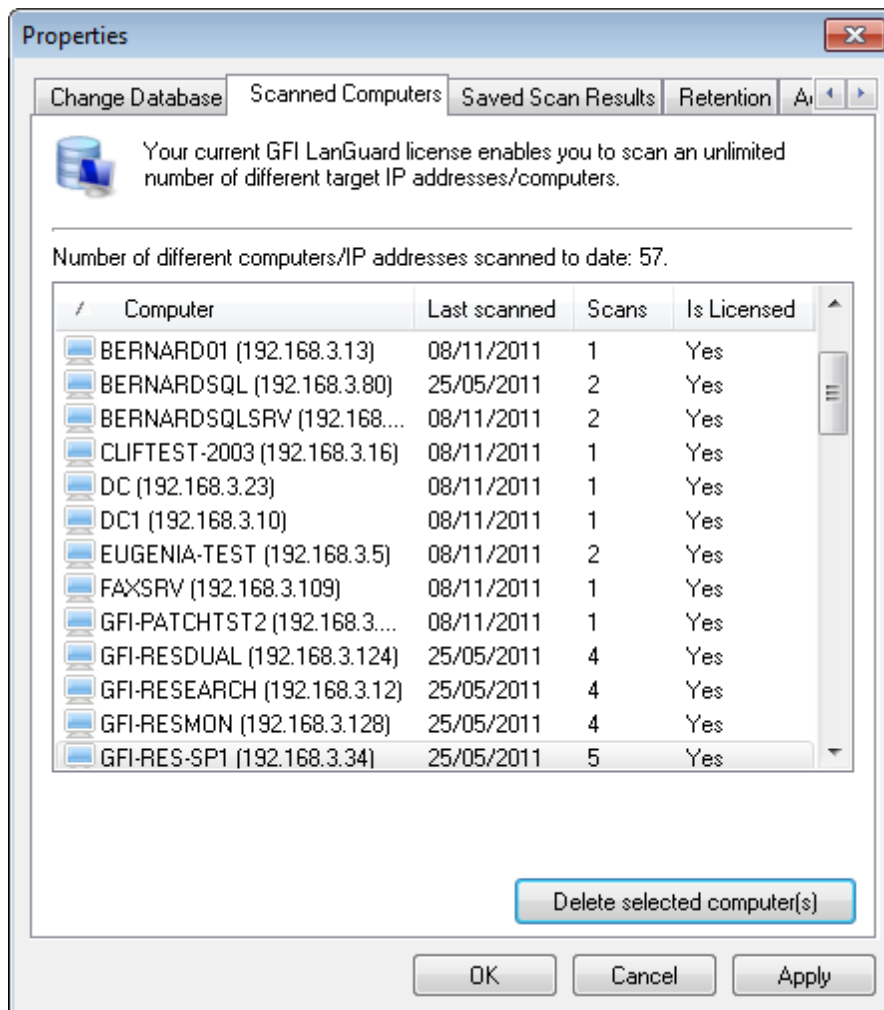 Properties
Change Database Scanned Computers Saved Scan Results Retention
Your current GFI LanGuard license enables you to scan an unlimited
number of different target IP addresses/computers.
Number of different computers/IP addresses scanned to date: 57.
Computer Last scanned Scans Is Licensed
BERNARD01 (192.168.3.13) 08/11/2011 1 Yes
BERNARDSQL (192.168.3.80) 25/05/2011 2 Yes
BERNARDSQLSRV (192.168.... 08/11/2011 2 Yes
CLIFTEST-2003 (192.168.3.16) 08/11/2011 1 Yes
DC (192.168.3.23) 08/11/2011 1 Yes
DC1 (192.168.3.10) 08/11/2011 1 Yes
EUGENIA-TEST (192.168.3.5) 08/11/2011 2 Yes
FAXSRV (192.168.3.109) 08/11/2011 1 Yes
GFI-PATCHTST2 (192.168.3.... 08/11/2011 1 Yes
GFI-RESDUAL (192.168.3.124) 25/05/2011 4 Yes
GFI-RESEARCH (192.168.3.12) 25/05/2011 4 Yes
GFI-RESMON (192.168.3.128) 25/05/2011 4 Yes
GFI-RES-SP1 (192.168.3.34) 25/05/2011 5 Yes
Delete selected computer(s)
OK Cancel Apply